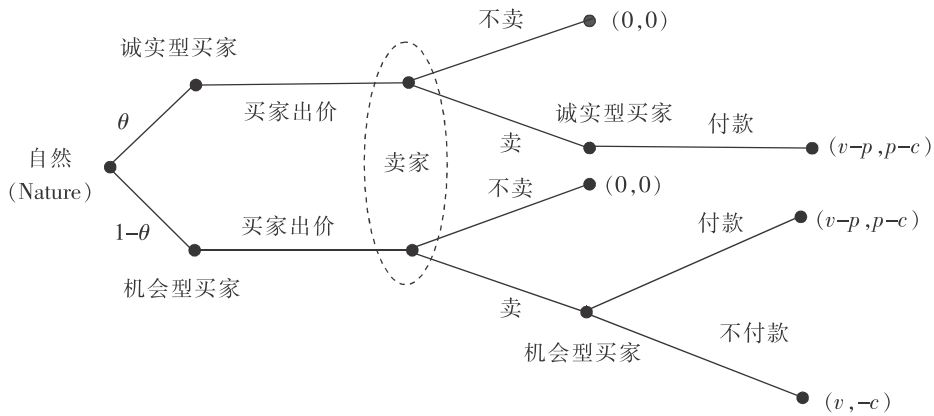 不卖
(0,0)
诚实型买家
买家出价
诚实型买家
付款
(v-p,p-c)
θ
卖
自然
(Nature)
卖家
不卖
(0,0)
1-θ
买家出价
付款
(v-p,p-c)
机会型买家
卖
机会型买家
不付款
(v,-c)